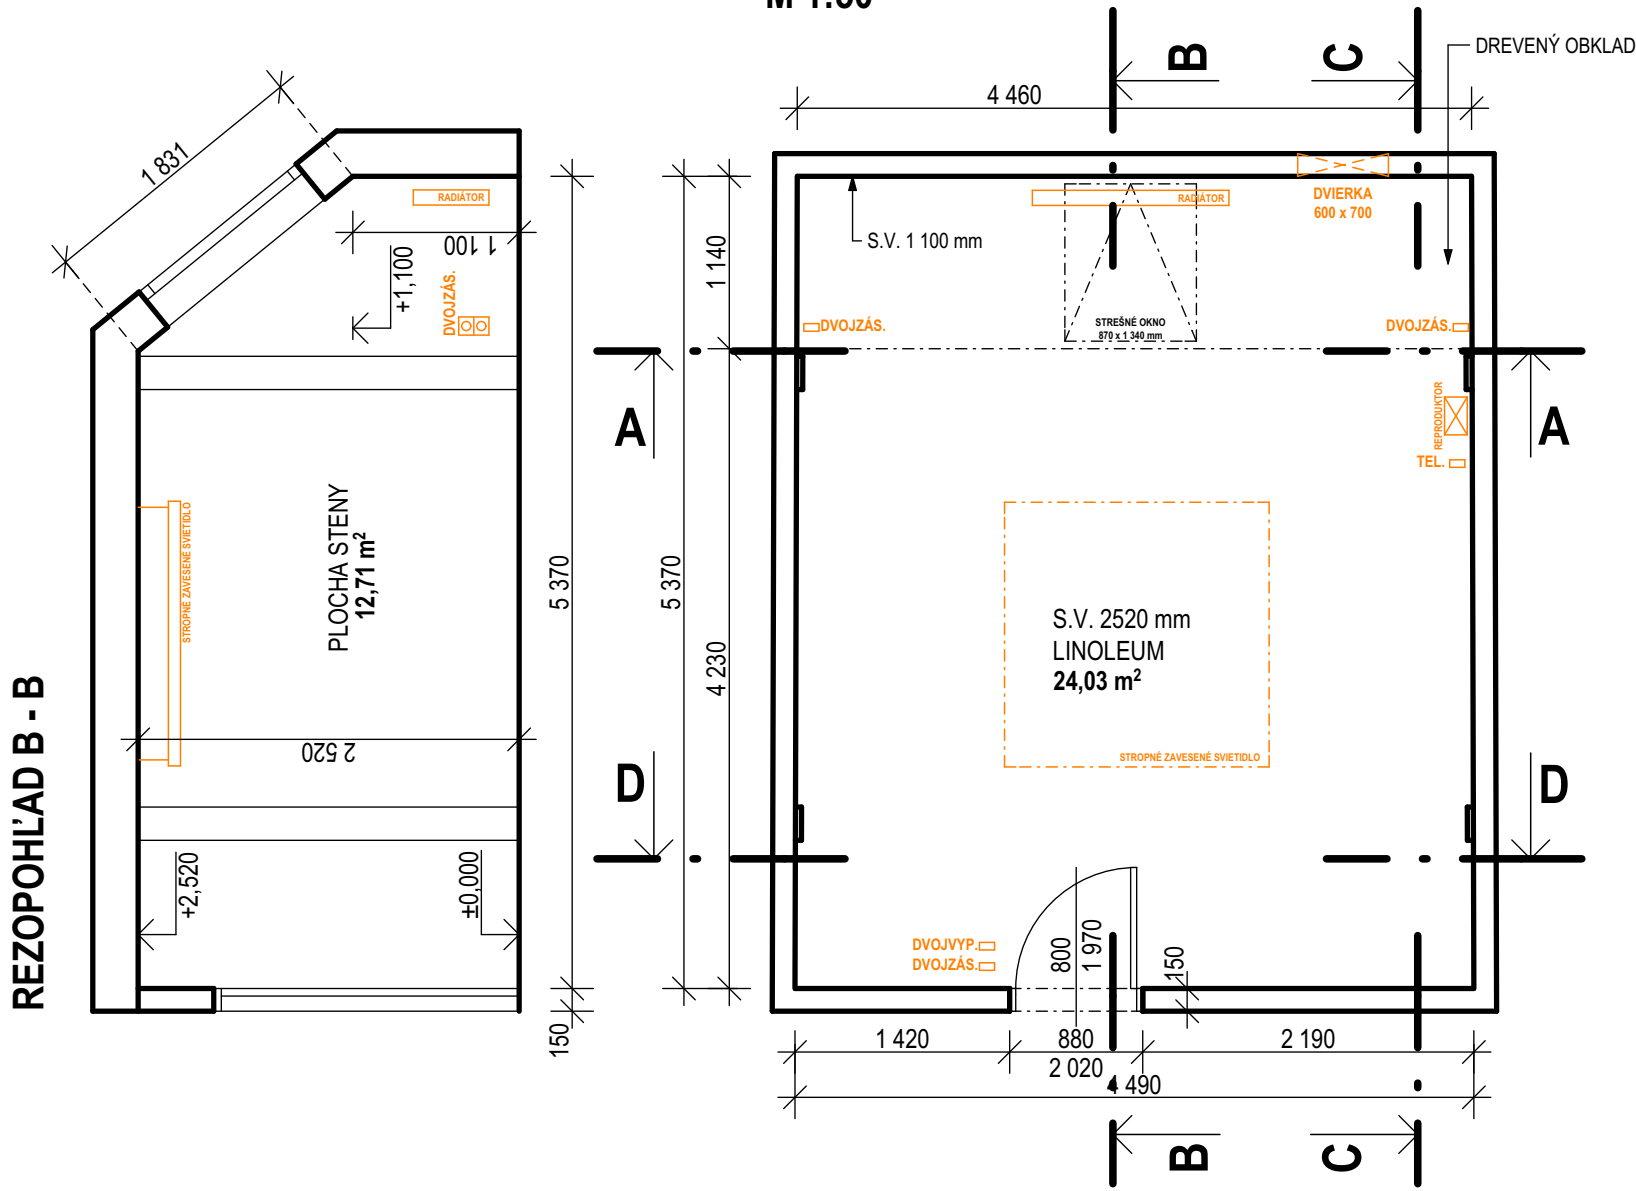 B
C
DREVENÝ OBKLAD
4 460
1 831
RADIÁTOR
1 100
+1,100
DVOJZÁS.
DVIERKA
600 x 700
RADIÁTOR
S.V. 1 100 mm
1 140
STREŠNÉ OKNO
870 x 1 340 mm
DVOJZÁS.
DVOJZÁS.
A
A
REPRODUKTOR
TEL.
STROPNÉ ZAVESENÉ SVIETIDLO
PLOCHA STENY
12,71 m²
5 370
5 370
4 230
S.V. 2520 mm
LINOLEUM
24,03 m²
STROPNÉ ZAVESENÉ SVIETIDLO
REZOPOHĽAD B - B
2 520
D
D
+2,520
±0,000
DVOJVYP.
DVOJZÁS.
800
1 970
150
150
1 420
880
2 020
2 190
4 490
B
C